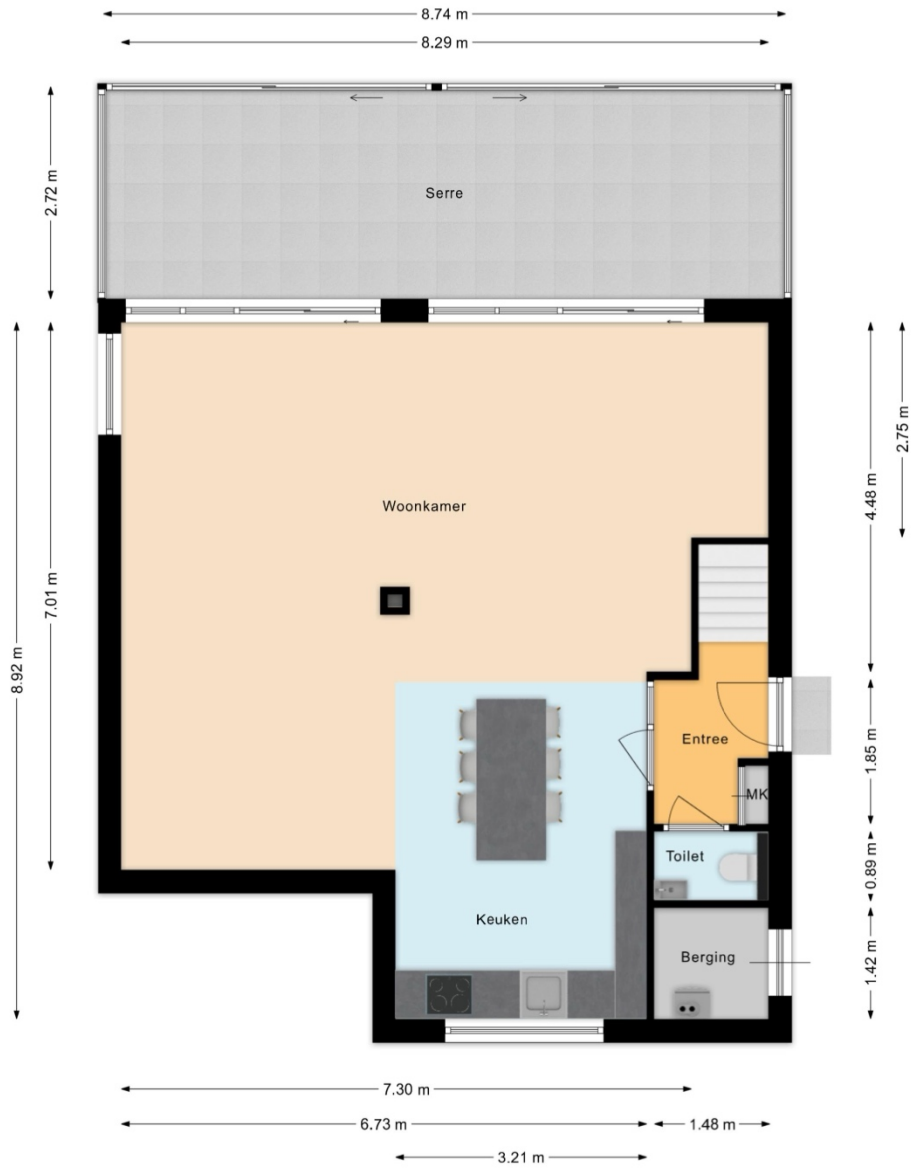 8.74 m
8.29 m
2.72 m
Serre
2.75 m
4.48 m
Woonkamer
7.01 m
8.92 m
Entree
1.85 m
MK
Toilet
0.89 m
Keuken
Berging
1.42 m
7.30 m
6.73 m
1.48 m
3.21 m